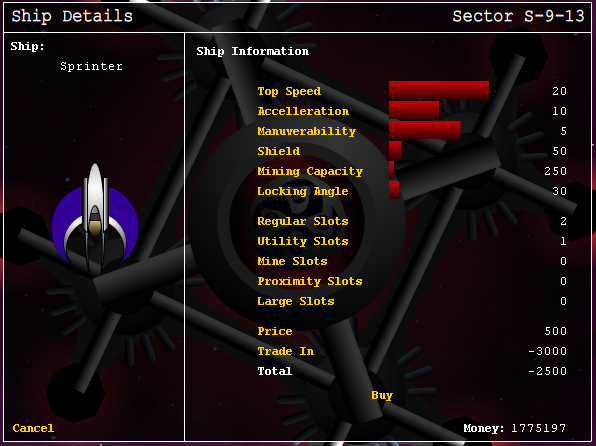 Ship Details Sector S-9-13
Ship:
Sprinter
Ship Information
Top Speed 20
Accelleration 10
Manuverability 5
Shield 50
Mining Capacity 250
Locking Angle 30
Regular Slots 2
Utility Slots 1
Mine Slots 0
Proximity Slots 0
Large Slots 0
Price 500
Trade In -3000
Total -2500
Buy
Cancel Money: 1775197